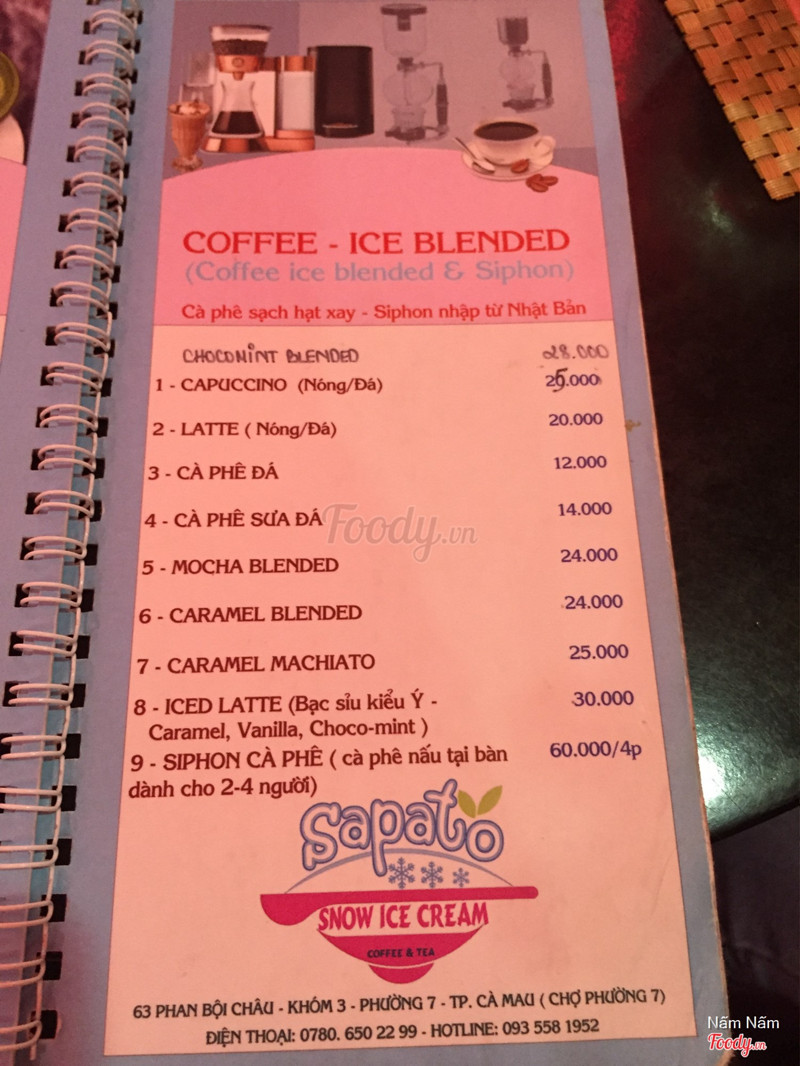 COFFEE - ICE BLENDED
(Coffee ice blended & Siphon)
Cà phê sạch hạt xay - Siphon nhập từ Nhật Bản
CHOCOMINT BLENDED 28.000
1 - CAPUCCINO (Nóng/Đá) 25.000
2 - LATTE ( Nóng/Đá) 20.000
3 - CÀ PHÊ ĐÁ 12.000
4 - CÀ PHÊ SƯA ĐÁ 14.000
Foody.vn
5 - MOCHA BLENDED 24.000
6 - CARAMEL BLENDED 24.000
7 - CARAMEL MACHIATO 25.000
8 - ICED LATTE (Bạc sỉu kiểu Ý - 30.000
Caramel, Vanilla, Choco-mint )
9 - SIPHON CÀ PHÊ ( cà phê nấu tại bàn 60.000/4p
dành cho 2-4 người)
sapato
SNOW ICE CREAM
COFFEE & TEA
63 PHAN BỘI CHÂU - KHÓM 3 - PHƯỜNG 7 - TP. CÀ MAU ( CHỢ PHƯỜNG 7)
ĐIỆN THOẠI: 0780. 650 22 99 - HOTLINE: 093 558 1952
Nấm Nấm
Foody.vn